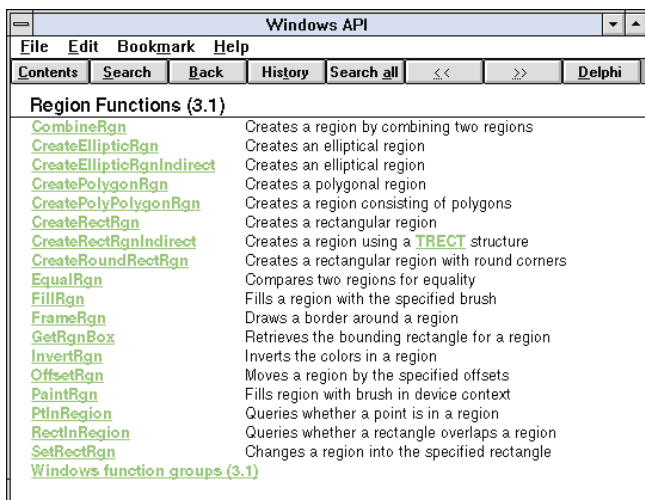 Windows API
File Edit Bookmark Help
Contents Search Back History Search all << >> Delphi
Region Functions (3.1)
CombineRgn Creates a region by combining two regions
CreateEllipticRgn Creates an elliptical region
CreateEllipticRgnIndirect Creates an elliptical region
CreatePolygonRgn Creates a polygonal region
CreatePolyPolygonRgn Creates a region consisting of polygons
CreateRectRgn Creates a rectangular region
CreateRectRgnIndirect Creates a region using a TRECT structure
CreateRoundRectRgn Creates a rectangular region with round corners
EqualRgn Compares two regions for equality
FillRgn Fills a region with the specified brush
FrameRgn Draws a border around a region
GetRgnBox Retrieves the bounding rectangle for a region
InvertRgn Inverts the colors in a region
OffsetRgn Moves a region by the specified offsets
PaintRgn Fills region with brush in device context
PtInRegion Queries whether a point is in a region
RectInRegion Queries whether a rectangle overlaps a region
SetRectRgn Changes a region into the specified rectangle
Windows function groups (3.1)